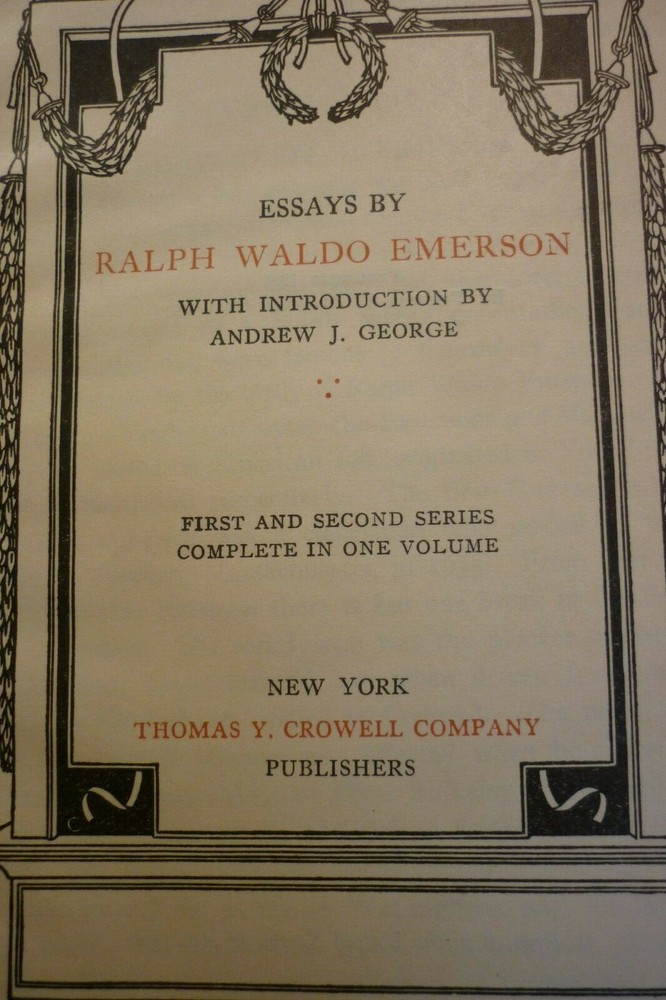 ESSAYS BY
RALPH WALDO EMERSON
WITH INTRODUCTION BY
ANDREW J. GEORGE
FIRST AND SECOND SERIES
COMPLETE IN ONE VOLUME
NEW YORK
THOMAS Y. CROWELL COMPANY
PUBLISHERS